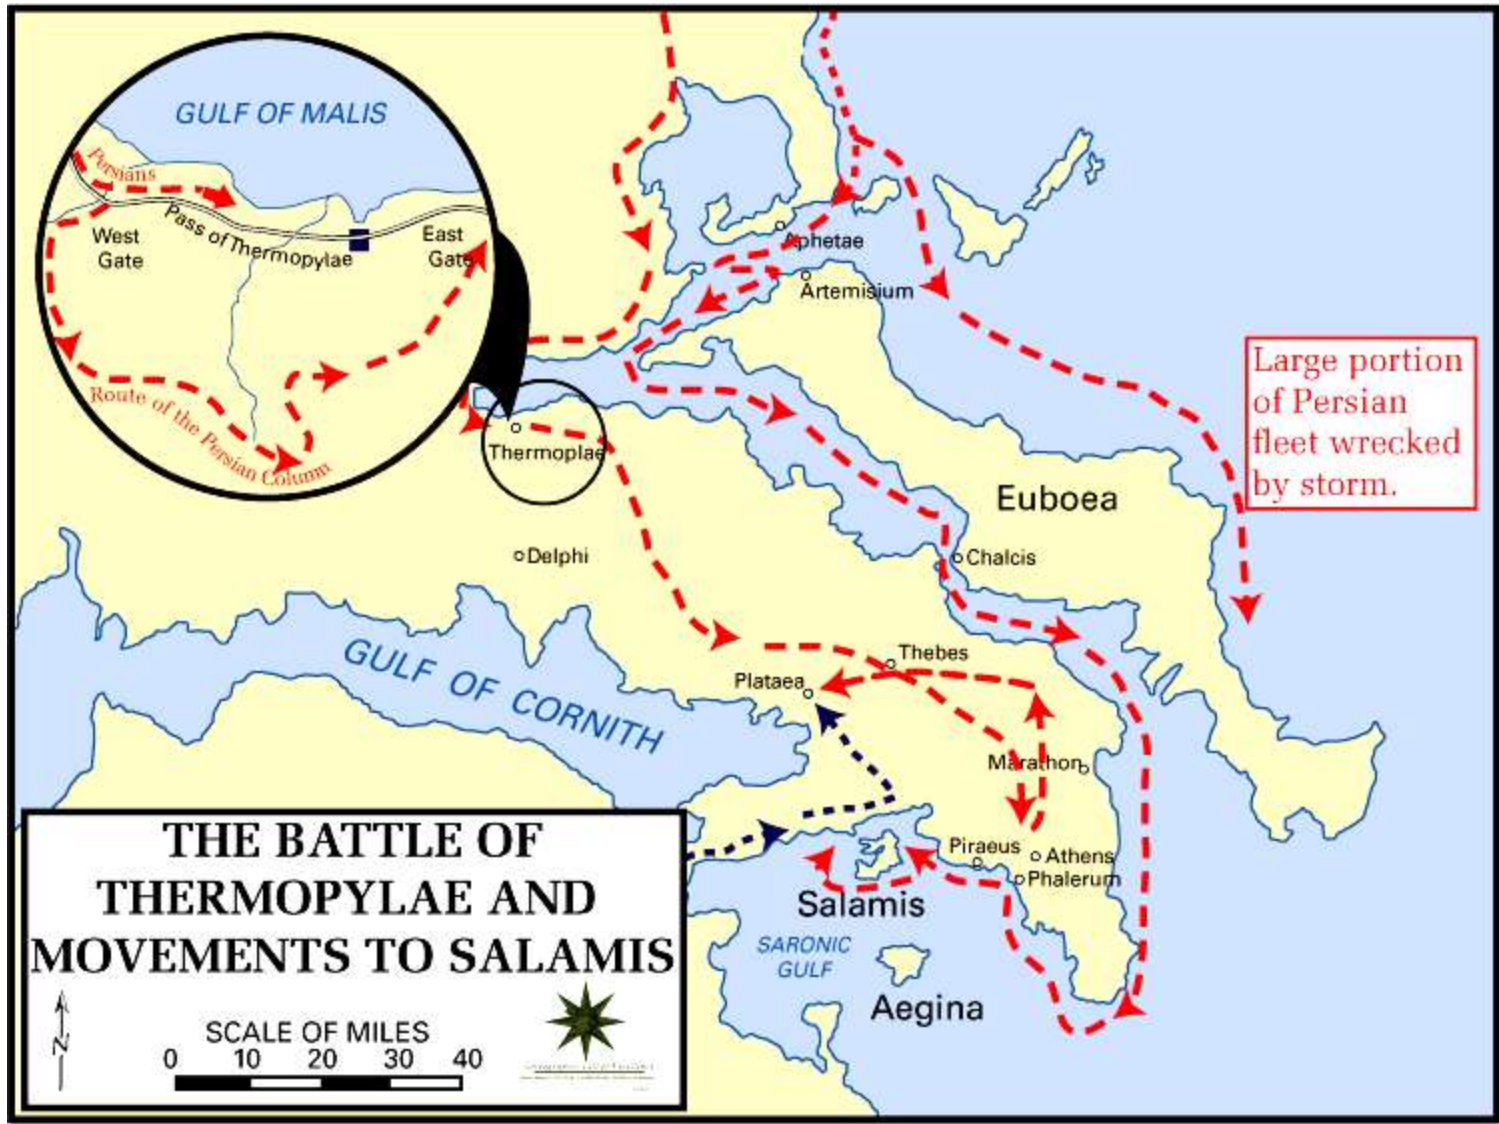 GULF OF MALIS
Persians
Pass of Thermopylae
West
Gate
East
Gate
Route of the Persian Column
Aphetae
Artemisium
Large portion
of Persian
fleet wrecked
by storm.
Thermoplae
Euboea
Delphi
Chalcis
GULF OF CORNITH
Thebes
Plataea
Marathon
Piraeus
Athens
Phalerum
Salamis
SARONIC
GULF
Aegina
THE BATTLE OF
THERMOPYLAE AND
MOVEMENTS TO SALAMIS
N
SCALE OF MILES
0 10 20 30 40